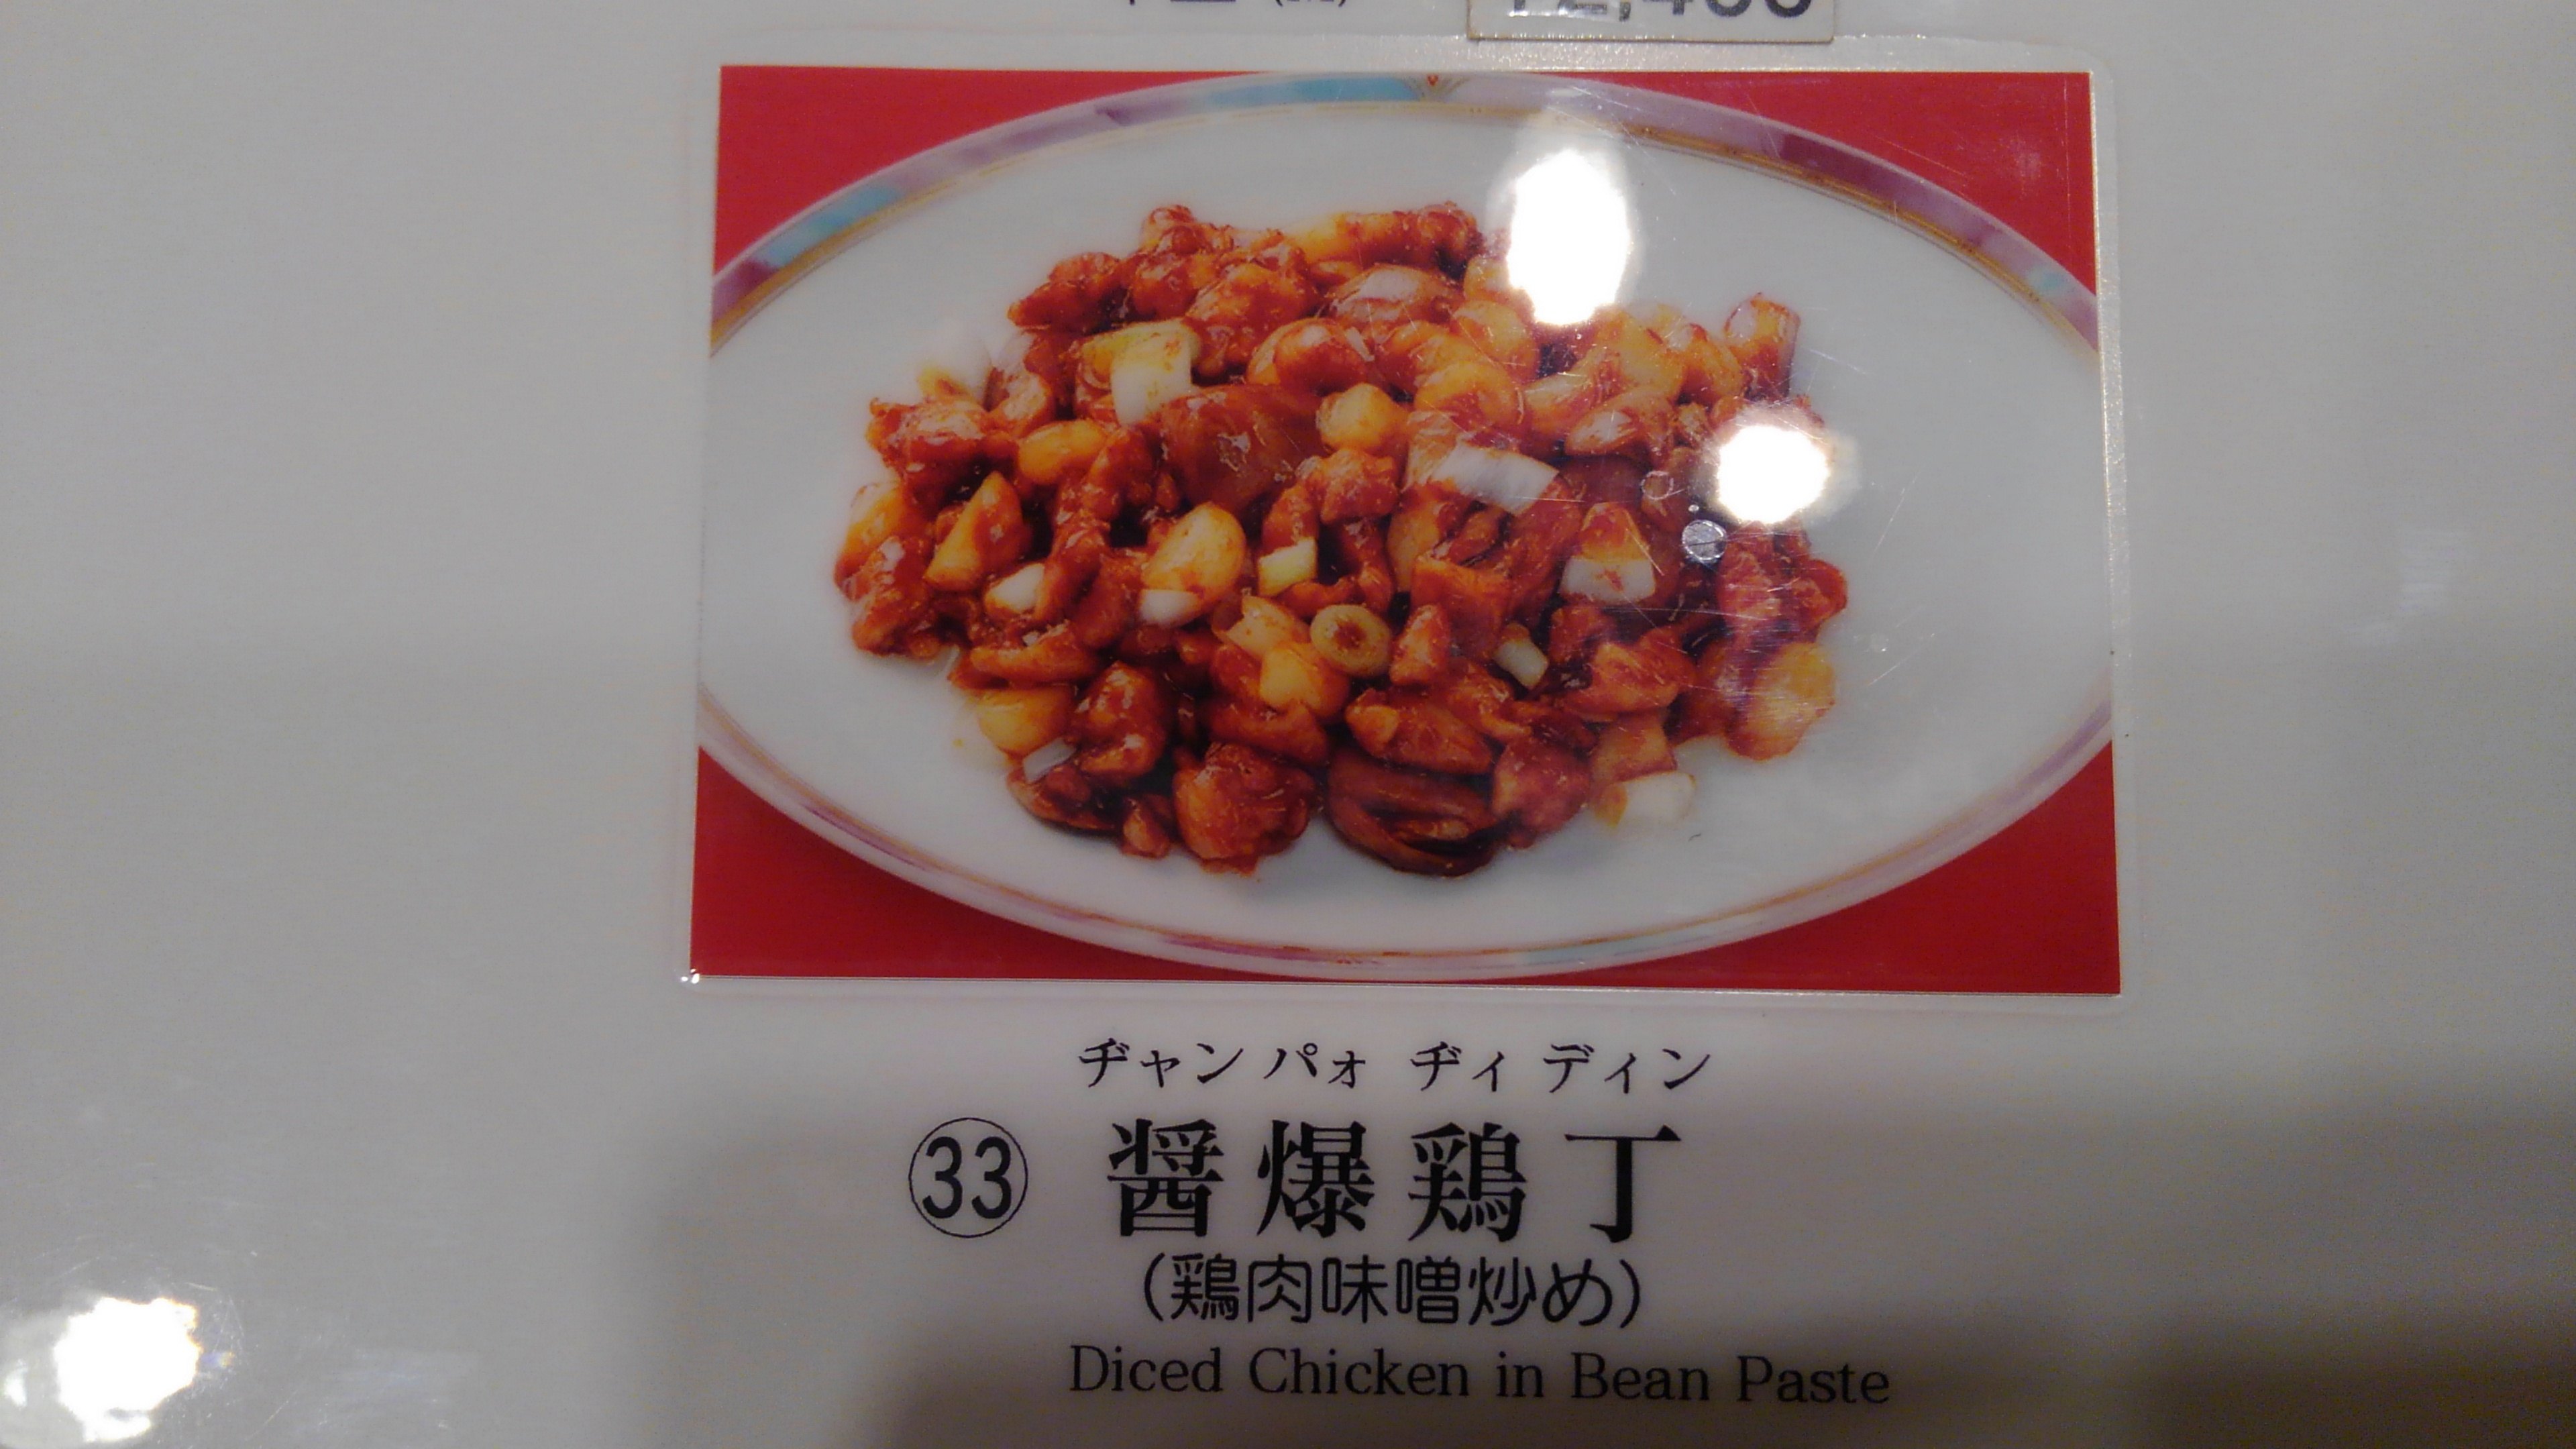 ヂャン パォ ヂィ ディン
㉝ 醤爆鶏丁
(鶏肉味噌炒め)
Diced Chicken in Bean Paste